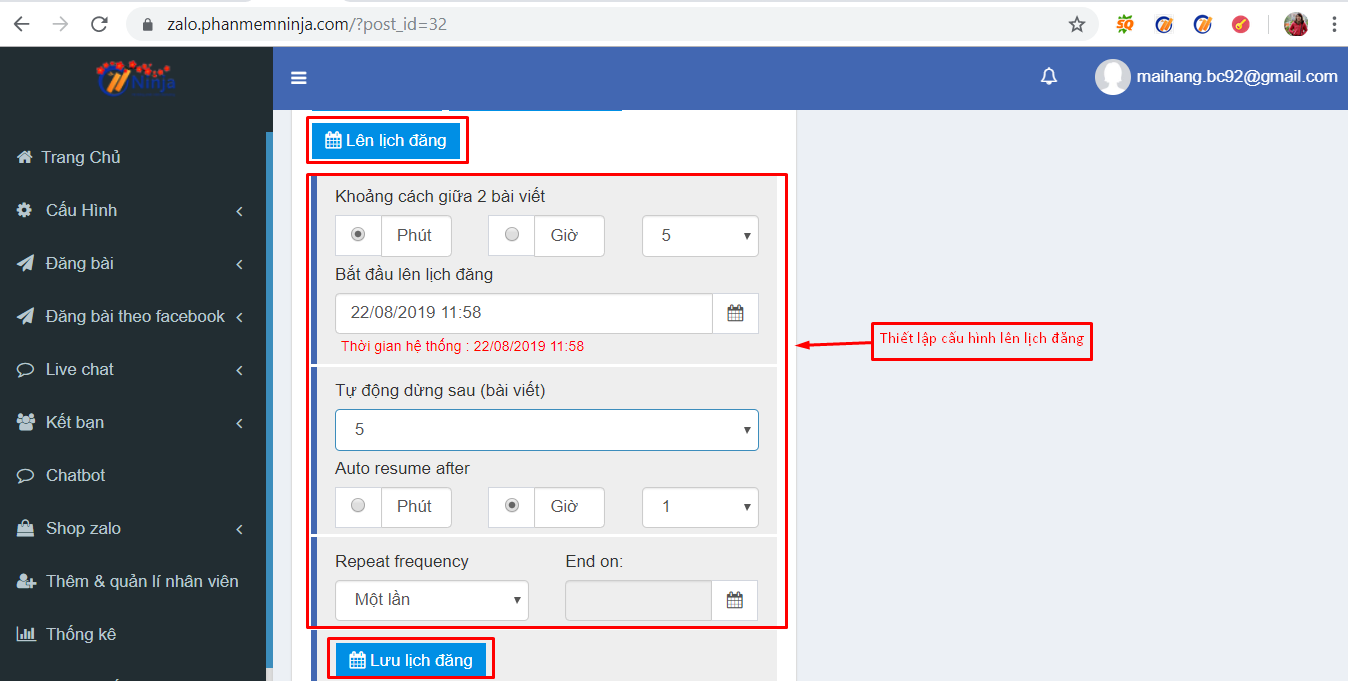 zalo.phanmemninja.com/?post_id=32
SQ
Ninja
maihang.bc92@gmail.com
Trang Chủ
Cấu Hình
Đăng bài
Đăng bài theo facebook
Live chat
Kết bạn
Chatbot
Shop zalo
Thêm & quản lí nhân viên
Thống kê
Lên lịch đăng
Khoảng cách giữa 2 bài viết
Phút Giờ 5
Bắt đầu lên lịch đăng
22/08/2019 11:58
Thời gian hệ thống : 22/08/2019 11:58
Tự động dừng sau (bài viết)
5
Auto resume after
Phút Giờ 1
Repeat frequency End on:
Một lần
Lưu lịch đăng
Thiết lập cấu hình lên lịch đăng